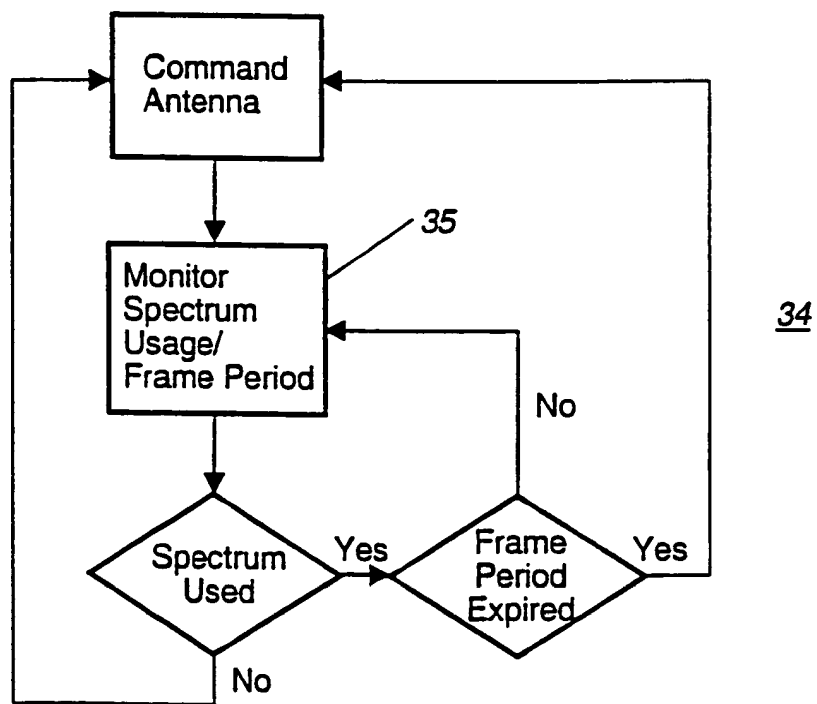 Command
Antenna
35
Monitor
Spectrum
Usage/
Frame Period
34
No
Spectrum
Used
Yes
Frame
Period
Expired
Yes
No